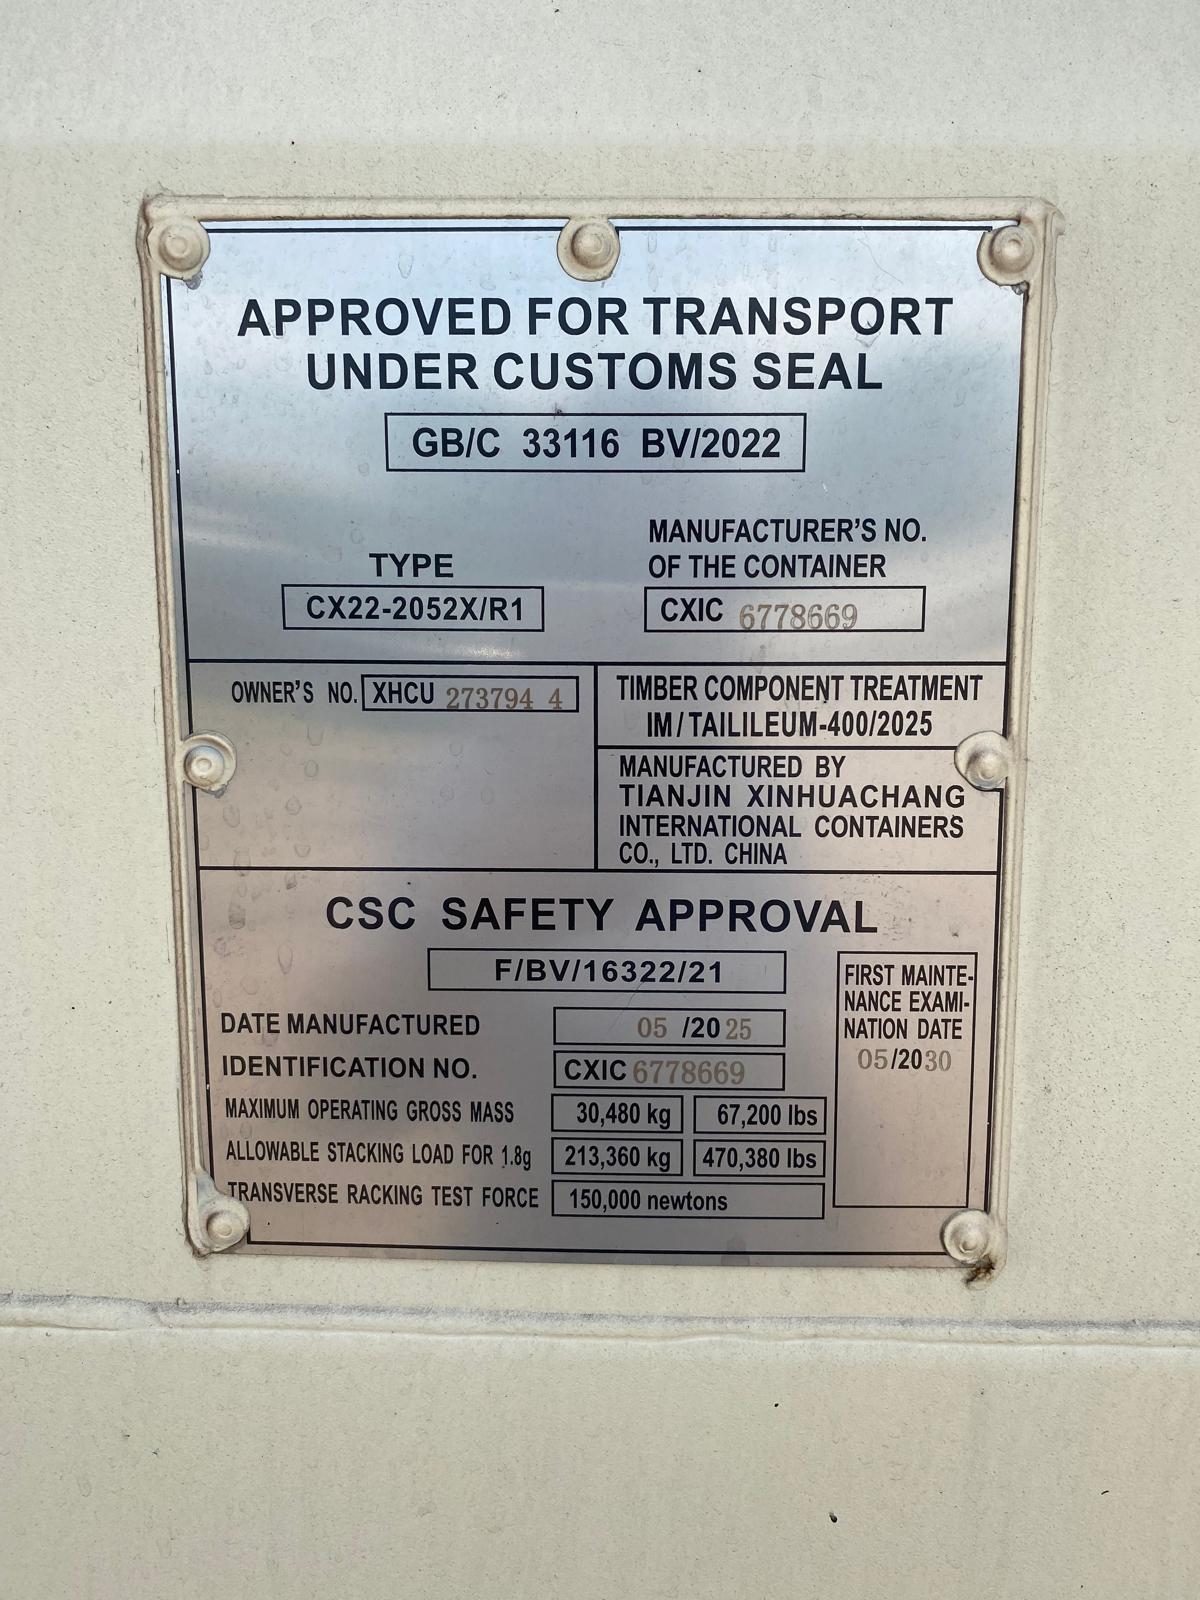 APPROVED FOR TRANSPORT
UNDER CUSTOMS SEAL
GB/C 33116 BV/2022
TYPE
CX22-2052X/R1
MANUFACTURER'S NO.
OF THE CONTAINER
CXIC 6778669
OWNER'S NO. XHCU 273794 4
TIMBER COMPONENT TREATMENT
IM/TAILILEUM-400/2025
MANUFACTURED BY
TIANJIN XINHUACHANG
INTERNATIONAL CONTAINERS
CO., LTD. CHINA
CSC SAFETY APPROVAL
F/BV/16322/21
DATE MANUFACTURED 05 /20 25
IDENTIFICATION NO. CXIC 6778669
MAXIMUM OPERATING GROSS MASS 30,480 kg 67,200 lbs
ALLOWABLE STACKING LOAD FOR 1.8g 213,360 kg 470,380 lbs
TRANSVERSE RACKING TEST FORCE 150,000 newtons
FIRST MAINTE-
NANCE EXAMI-
NATION DATE
05/2030